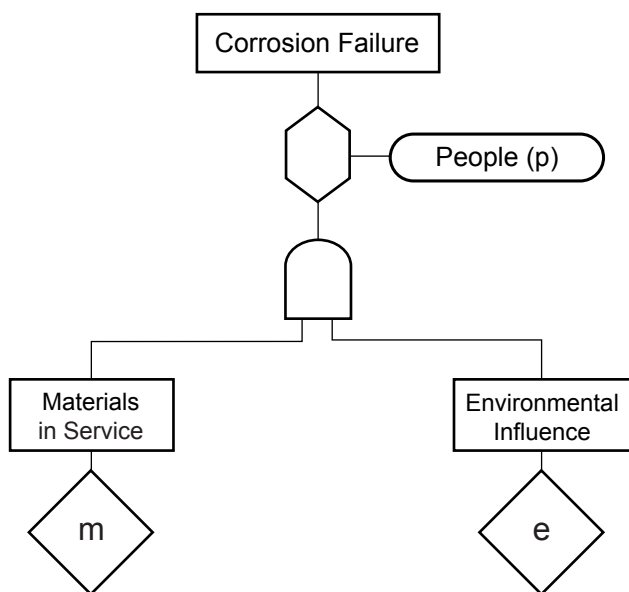 Corrosion Failure
People (p)
Materials
in Service
Environmental
Influence
m
e